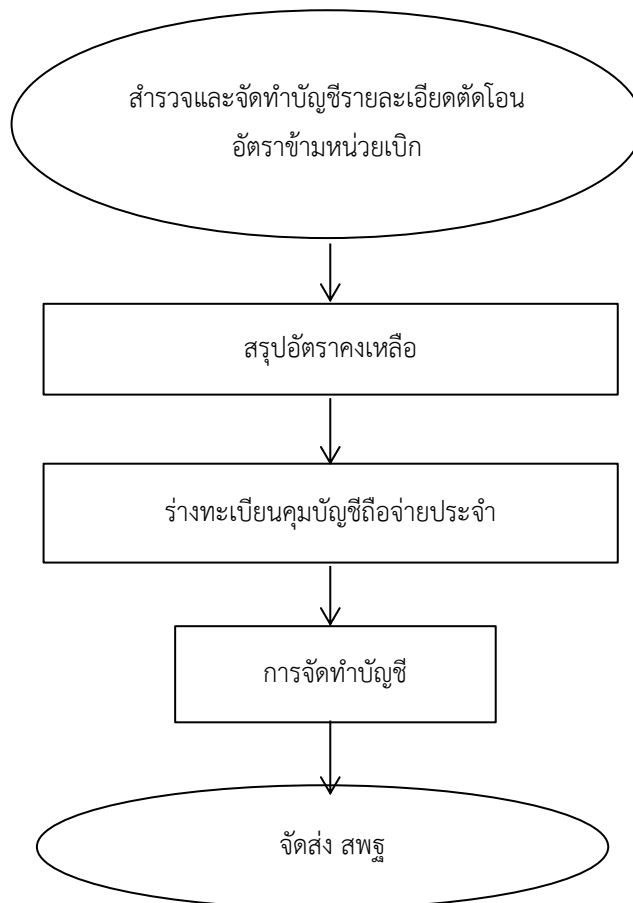 สำรวจและจัดทำบัญชีรายละเอียดตัดโอน
อัตราข้ามหน่วยเบิก
สรุปอัตราคงเหลือ
ร่างทะเบียนคุมบัญชีถือจ่ายประจำ
การจัดทำบัญชี
จัดส่ง สพฐ